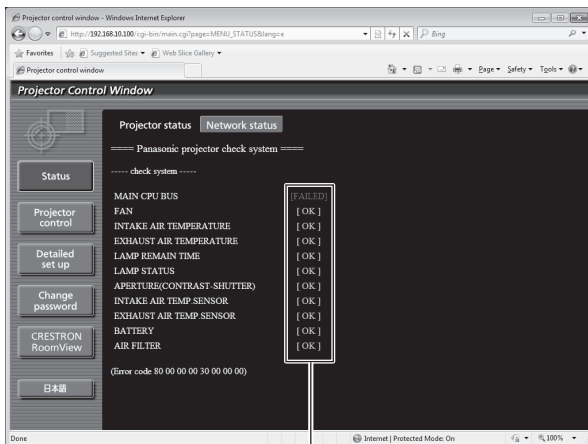 Projector control window - Windows Internet Explorer
http://192.168.10.100/cgi-bin/main.cgi?page=MENU_STATUS&lang=e
Bing
Favorites Suggested Sites Web Slice Gallery
Projector control window
Page Safety Tools
Projector Control Window
Projector status Network status
==== Panasonic projector check system ====
----- check system -----
MAIN CPU BUS [FAILED]
FAN [ OK ]
INTAKE AIR TEMPERATURE [ OK ]
EXHAUST AIR TEMPERATURE [ OK ]
LAMP REMAIN TIME [ OK ]
LAMP STATUS [ OK ]
APERTURE(CONTRAST-SHUTTER) [ OK ]
INTAKE AIR TEMP.SENSOR [ OK ]
EXHAUST AIR TEMP.SENSOR [ OK ]
BATTERY [ OK ]
AIR FILTER [ OK ]
(Error code 80 00 00 00 30 00 00 00)
Status
Projector
control
Detailed
set up
Change
password
CRESTRON
RoomView
日本語
Done
Internet | Protected Mode: On
100%